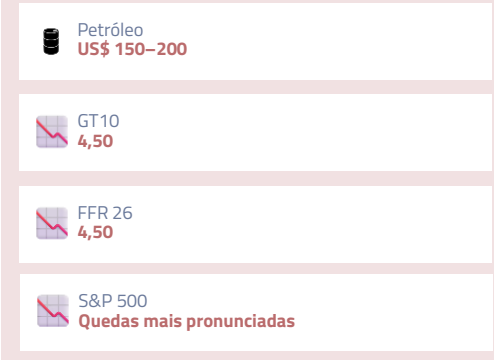 Petróleo
US$ 150–200
GT10
4,50
FFR 26
4,50
S&P 500
Quedas mais pronunciadas